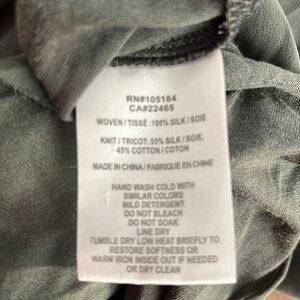 RN#105184
CA#22465
WOVEN/TISSÉ:100% SILK/SOIE
KNIT/TRICOT: 55% SILK/SOIE,
45% COTTON/COTON
MADE IN CHINA/FABRIQUE EN CHINE
HAND WASH COLD WITH
SIMILAR COLORS
MILD DETERGENT
DO NOT BLEACH
DO NOT SOAK
LINE DRY
TUMBLE DRY LOW HEAT BRIEFLY TO
RESTORE SOFTNESS OR
WARM IRON INSIDE OUT IF NEEDED
OR DRY CLEAN